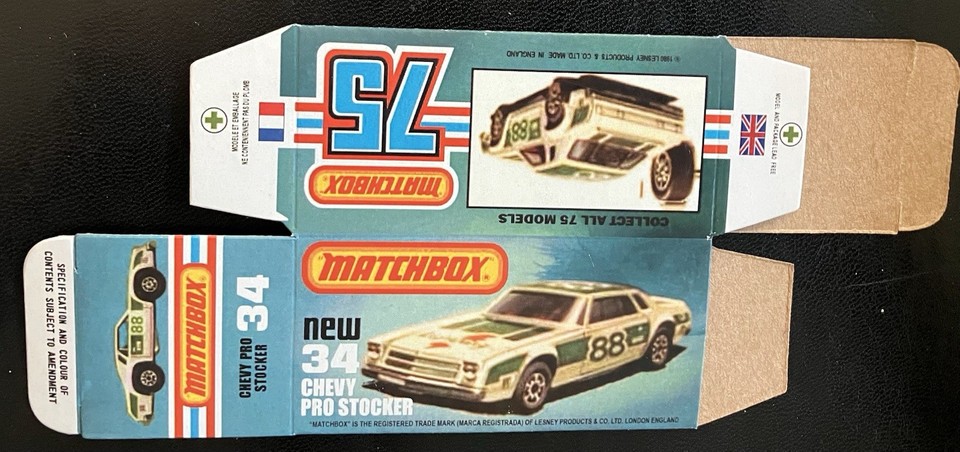 © 1980 LESNEY PRODUCTS & CO. LTD. MADE IN ENGLAND
75
MATCHBOX
88
COLLECT ALL 75 MODELS
MODELE ET EMBALLAGE
NE CONTIENNENT PAS DU PLOMB
MODEL AND PACKAGE LEAD FREE
SPECIFICATION AND COLOUR OF
CONTENTS SUBJECT TO AMENDMENT
88
MATCHBOX
CHEVY PRO
STOCKER
34
MATCHBOX
new
34
CHEVY
PRO STOCKER
88
"MATCHBOX" IS THE REGISTERED TRADE MARK (MARCA REGISTRADA) OF LESNEY PRODUCTS & CO. LTD. LONDON ENGLAND